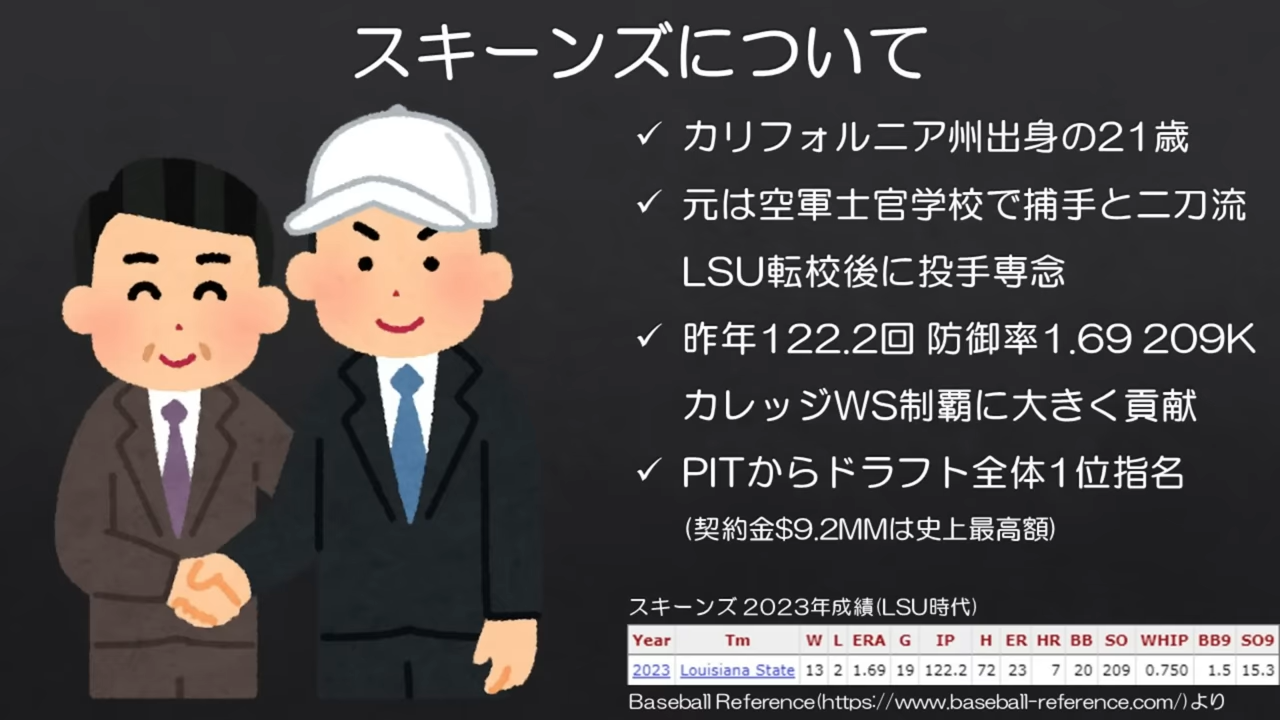 スキーンズについて
✓ カリフォルニア州出身の21歳
✓ 元は空軍士官学校で捕手と二刀流
LSU転校後に投手専念
✓ 昨年122.2回 防御率1.69 209K
カレッジWS制覇に大きく貢献
✓ PITからドラフト全体1位指名
(契約金$9.2MMは史上最高額)
スキーンズ 2023年成績(LSU時代)
Year Tm W L ERA G IP H ER HR BB SO WHIP BB9 SO9
2023 Louisiana State 13 2 1.69 19 122.2 72 23 7 20 209 0.750 1.5 15.3
Baseball Reference(https://www.baseball-reference.com/)より